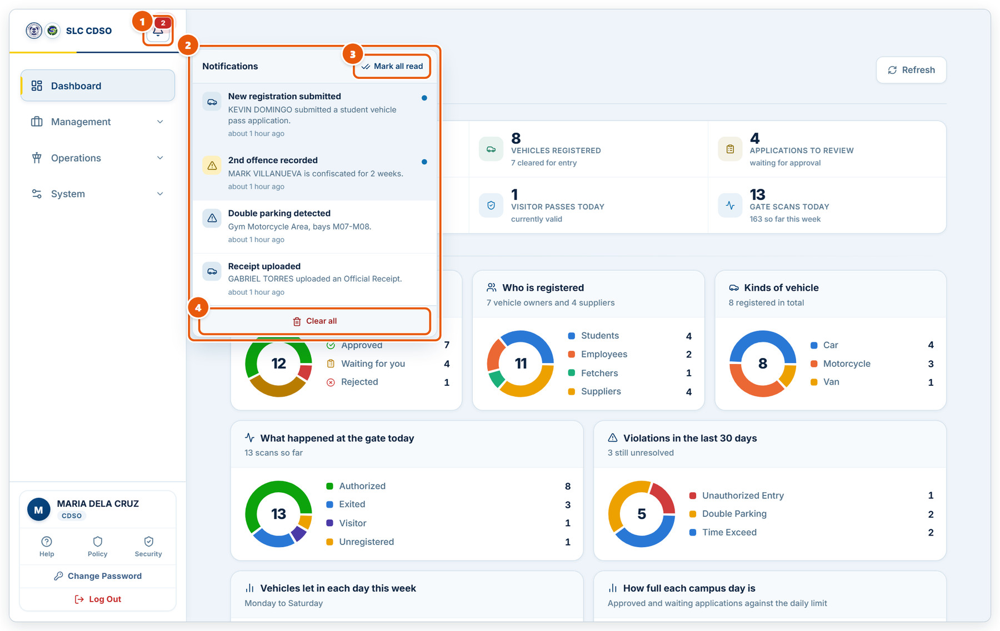 SLC CDSO
1
2
2
3
4
Dashboard
Management
Operations
System
Notifications
Mark all read
New registration submitted
KEVIN DOMINGO submitted a student vehicle
pass application.
about 1 hour ago
2nd offence recorded
MARK VILLANUEVA is confiscated for 2 weeks.
about 1 hour ago
Double parking detected
Gym Motorcycle Area, bays M07-M08.
about 1 hour ago
Receipt uploaded
GABRIEL TORRES uploaded an Official Receipt.
about 1 hour ago
Clear all
Refresh
8
VEHICLES REGISTERED
7 cleared for entry
4
APPLICATIONS TO REVIEW
waiting for approval
1
VISITOR PASSES TODAY
currently valid
13
GATE SCANS TODAY
163 so far this week
12
Approved 7
Waiting for you 4
Rejected 1
Who is registered
7 vehicle owners and 4 suppliers
11
Students 4
Employees 2
Fetchers 1
Suppliers 4
Kinds of vehicle
8 registered in total
8
Car 4
Motorcycle 3
Van 1
What happened at the gate today
13 scans so far
13
Authorized 8
Exited 3
Visitor 1
Unregistered 1
Violations in the last 30 days
3 still unresolved
5
Unauthorized Entry 1
Double Parking 2
Time Exceed 2
Vehicles let in each day this week
Monday to Saturday
How full each campus day is
Approved and waiting applications against the daily limit
M
MARIA DELA CRUZ
CDSO
Help
Policy
Security
Change Password
Log Out